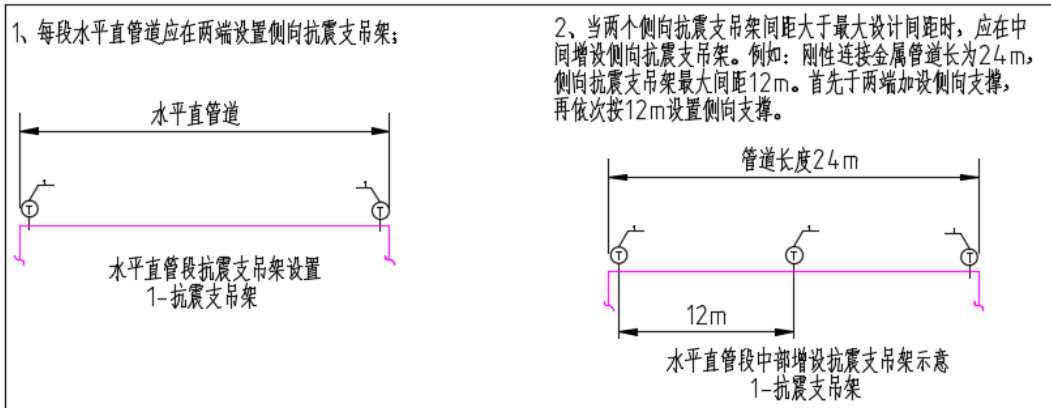 1、每段水平直管道应在两端设置侧向抗震支吊架;
水平直管道
1
1
T
T
水平直管段抗震支吊架设置
1-抗震支吊架
2、当两个侧向抗震支吊架间距大于最大设计间距时，应在中
间增设侧向抗震支吊架。例如：刚性连接金属管道长为24m，
侧向抗震支吊架最大间距12m。首先于两端加设侧向支撑，
再依次按12m设置侧向支撑。
管道长度24m
1
1
1
T
T
T
12m
水平直管段中部增设抗震支吊架示意
1-抗震支吊架